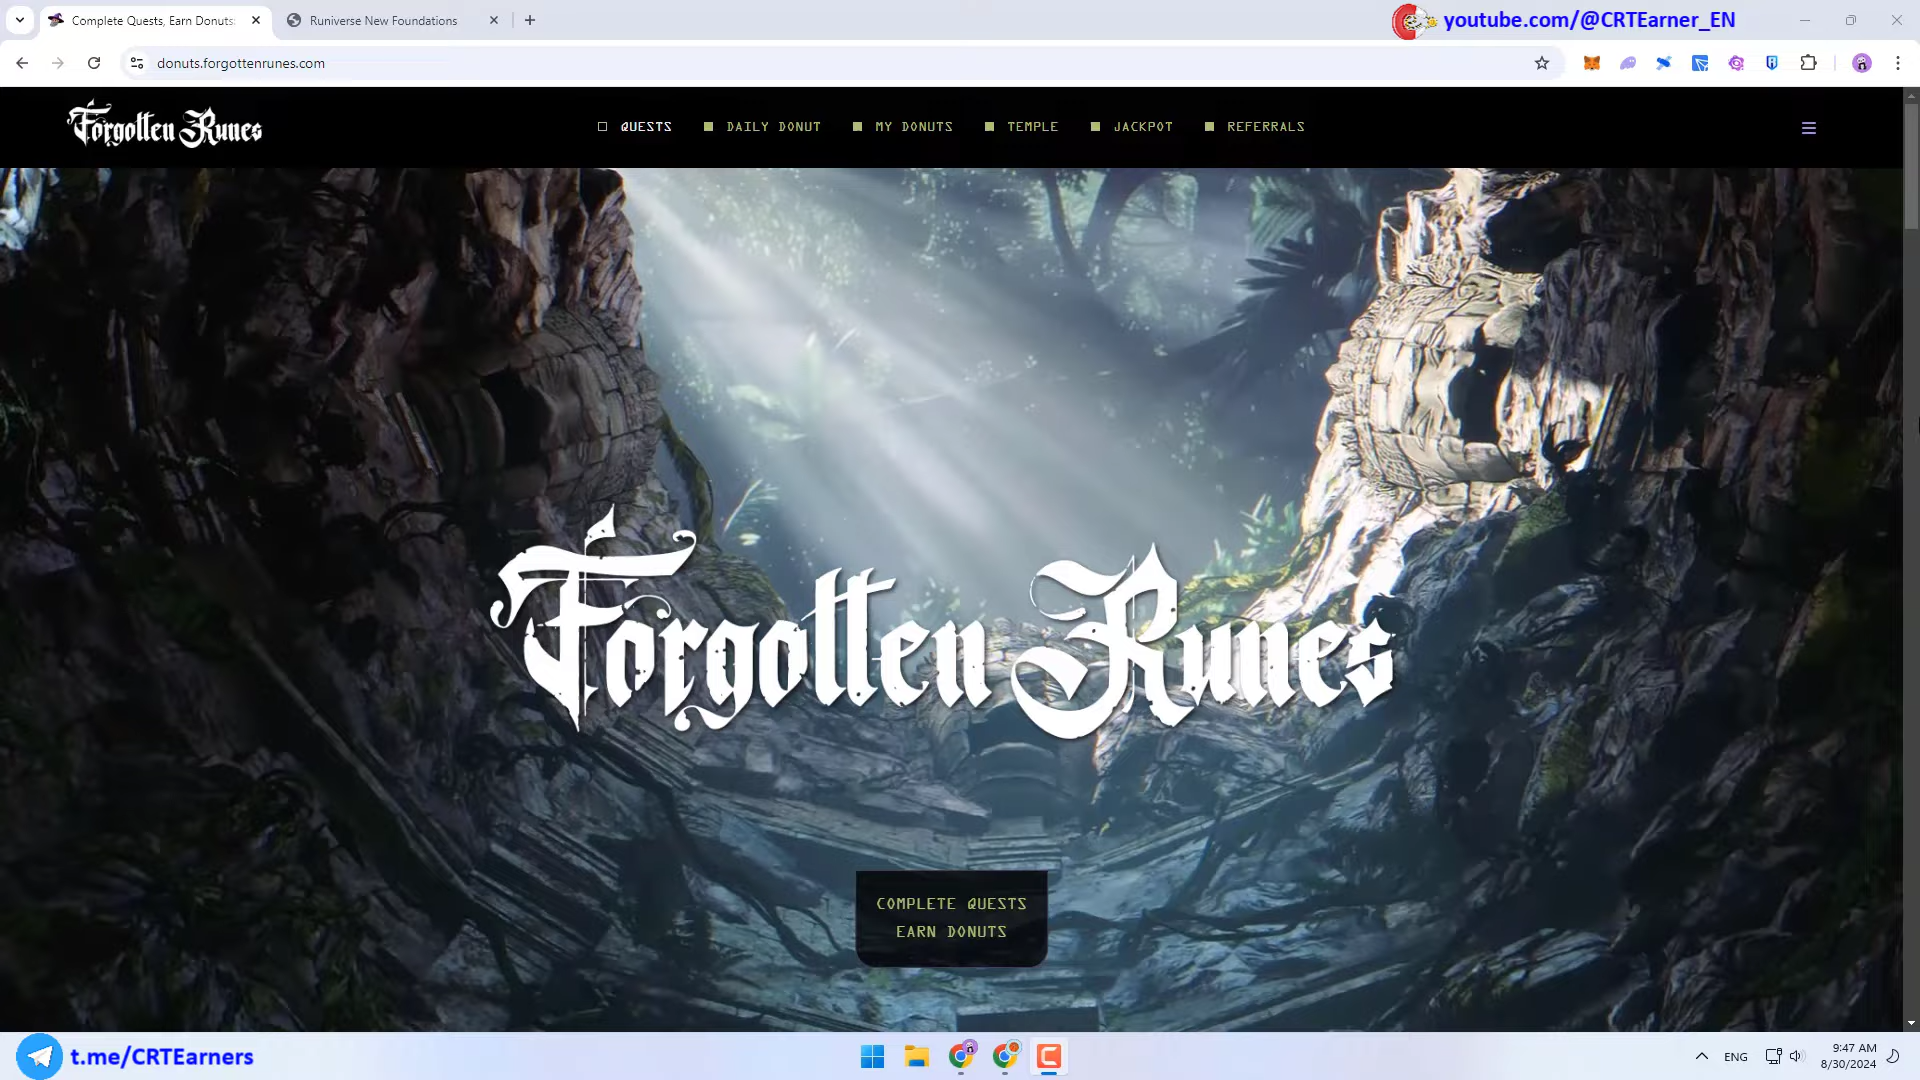 Complete Quests, Earn Donuts
Runiverse New Foundations
youtube.com/@CRTEarner_EN
donuts.forgottenrunes.com
Forgotten Runes
QUESTS
DAILY DONUT
MY DONUTS
TEMPLE
JACKPOT
REFERRALS
Forgotten Runes
COMPLETE QUESTS
EARN DONUTS
t.me/CRTEarners
ENG
9:47 AM
8/30/2024